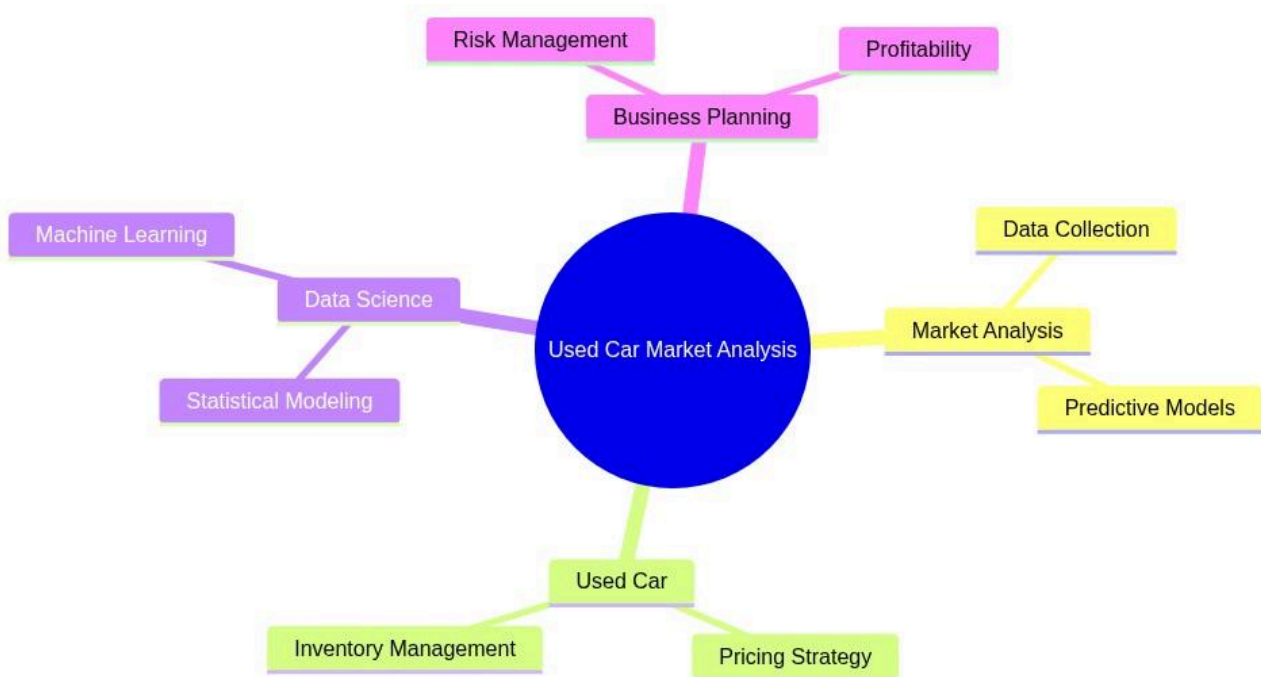 Risk Management
Profitability
Business Planning
Machine Learning
Data Collection
Data Science
Market Analysis
Used Car Market Analysis
Statistical Modeling
Predictive Models
Used Car
Inventory Management
Pricing Strategy